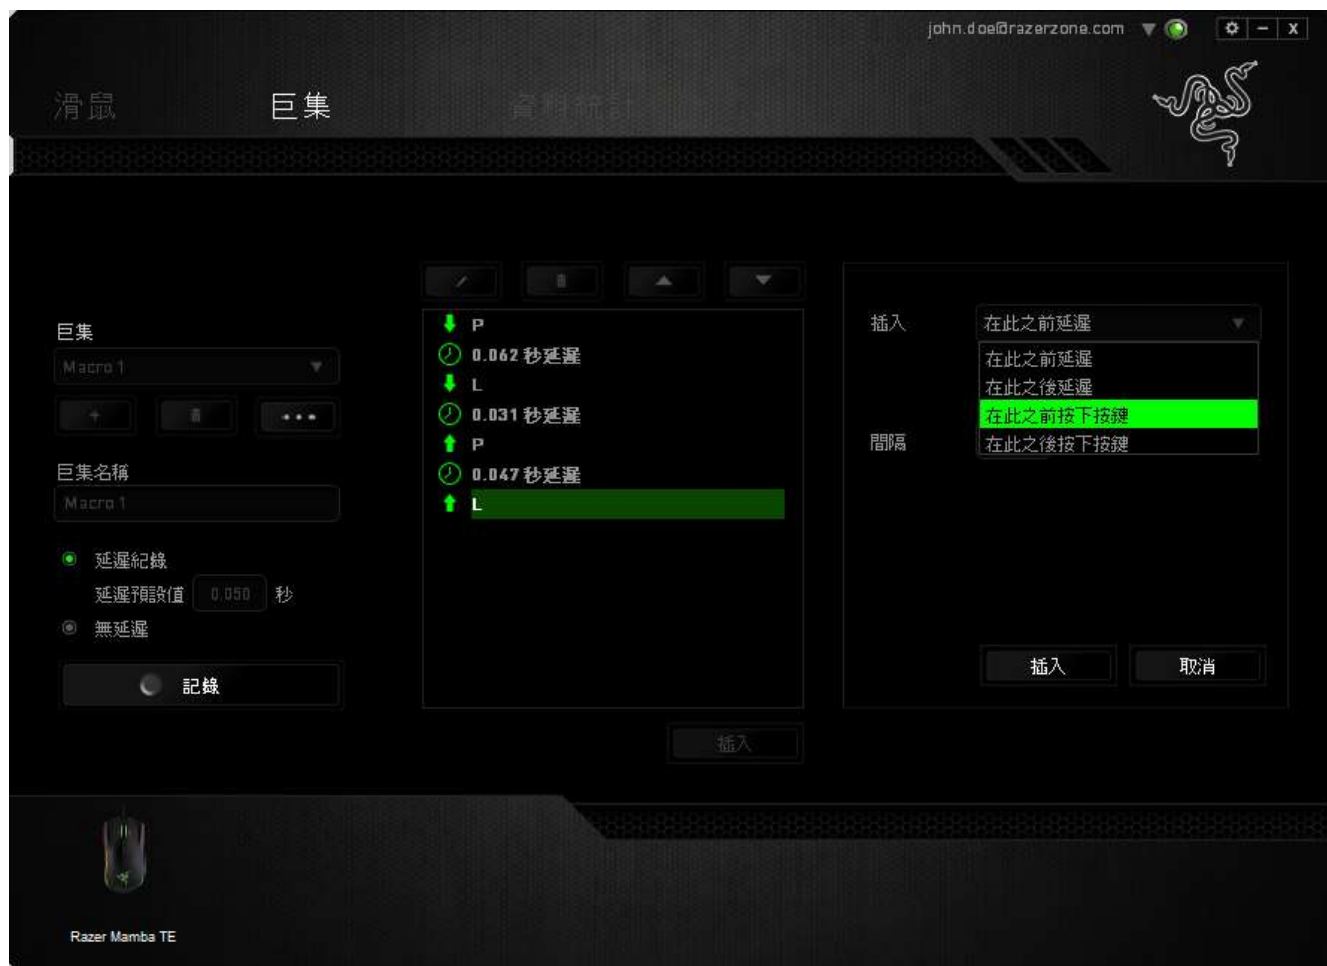 john.doe@razerzone.com
滑鼠
巨集
資料統計
巨集
Macro 1
巨集名稱
Macro 1
延遲紀錄
延遲預設值 0.050 秒
無延遲
記錄
P
0.062 秒延遲
L
0.031 秒延遲
P
0.047 秒延遲
L
插入
插入 在此之前延遲
在此之前延遲
在此之後延遲
在此之前按下按鍵
在此之後按下按鍵
間隔
插入 取消
Razer Mamba TE